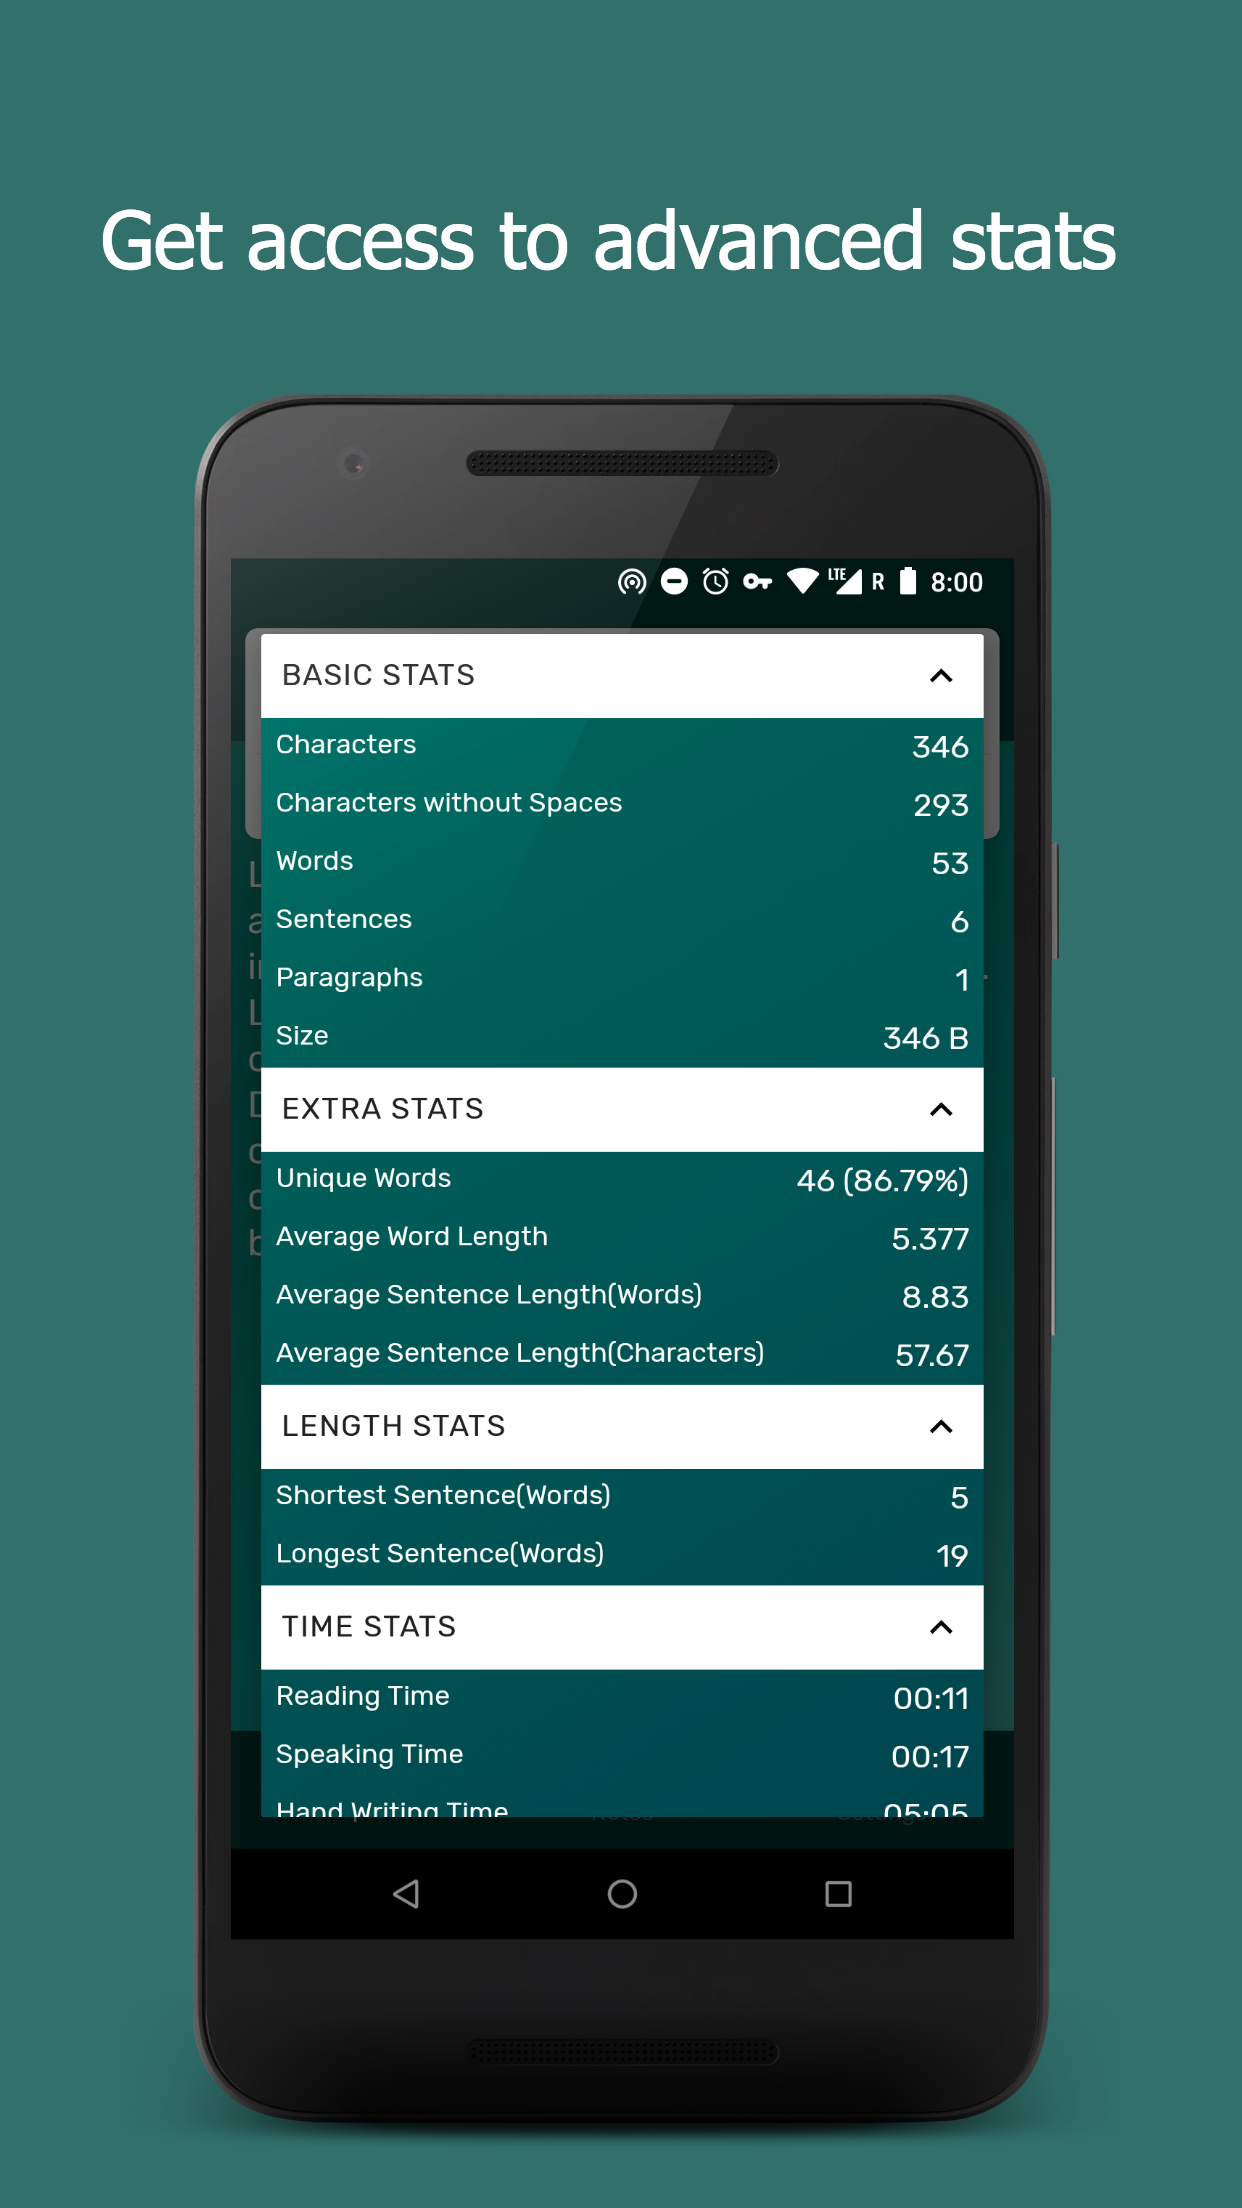 Get access to advanced stats
LTE R 8:00
BASIC STATS
Characters 346
Characters without Spaces 293
Words 53
Sentences 6
Paragraphs 1
Size 346 B
EXTRA STATS
Unique Words 46 (86.79%)
Average Word Length 5.377
Average Sentence Length(Words) 8.83
Average Sentence Length(Characters) 57.67
LENGTH STATS
Shortest Sentence(Words) 5
Longest Sentence(Words) 19
TIME STATS
Reading Time 00:11
Speaking Time 00:17
Hand Writing Time 05:05